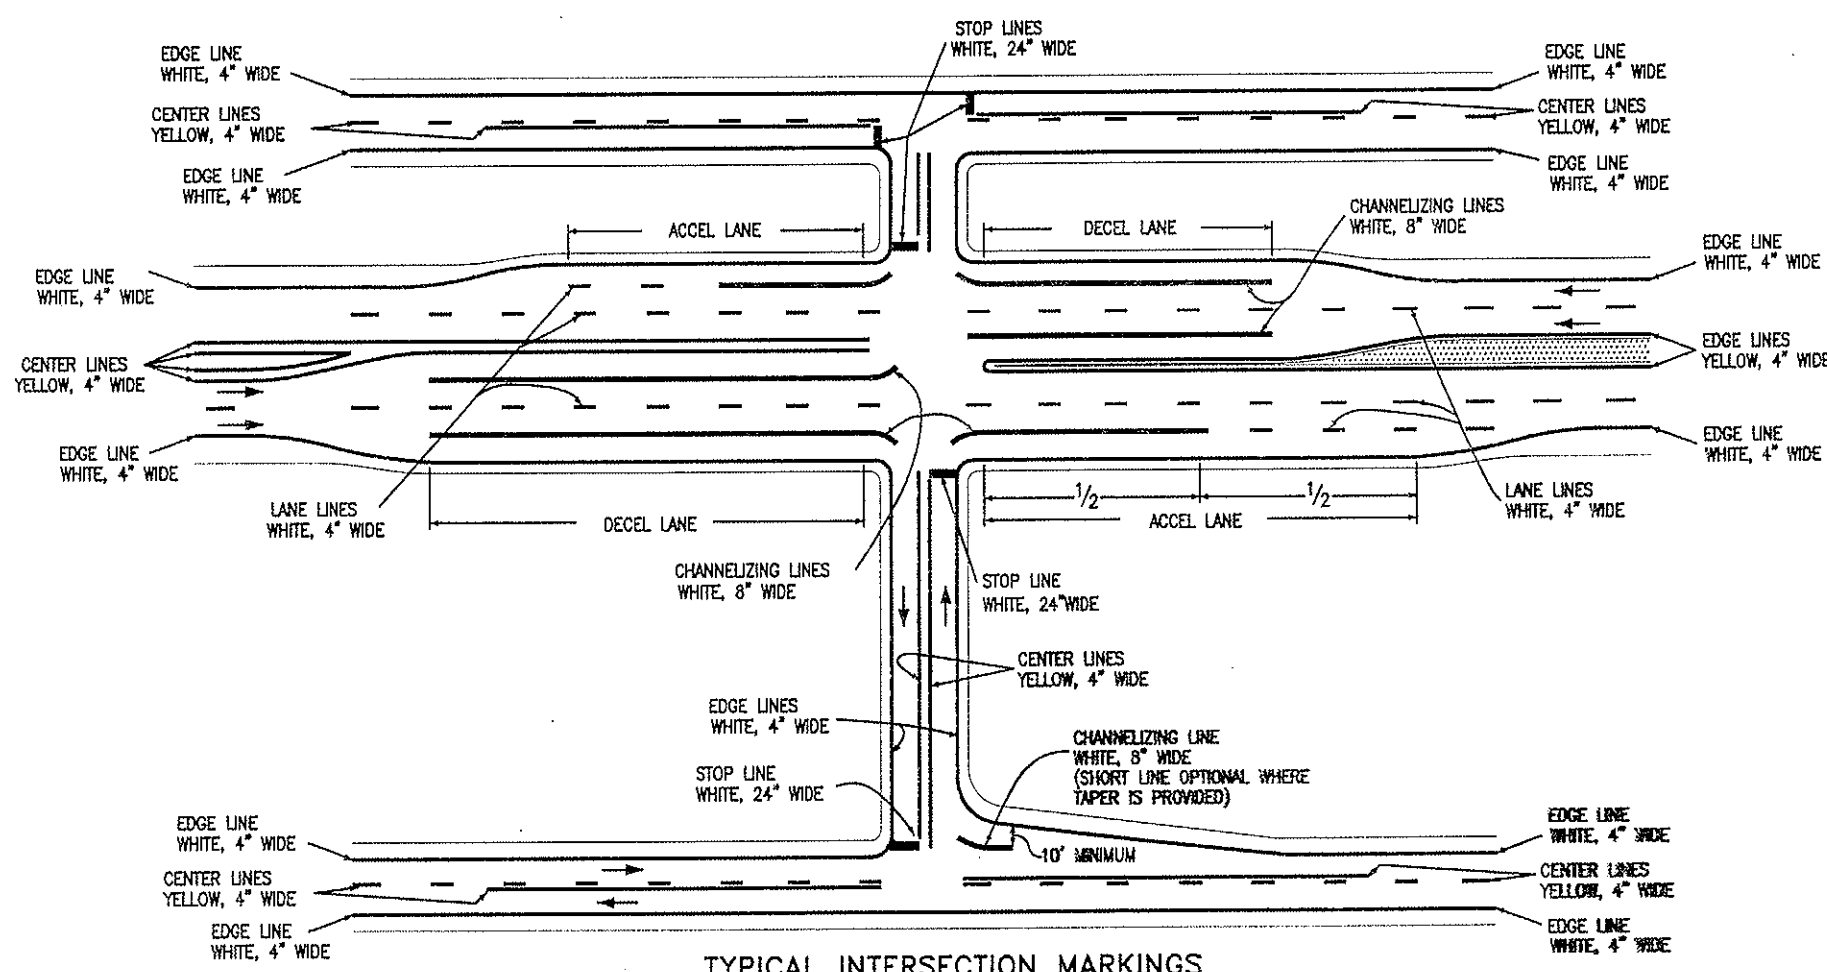 STOP LINES
WHITE, 24" WIDE
EDGE LINE
WHITE, 4" WIDE
EDGE LINE
WHITE, 4" WIDE
CENTER LINES
YELLOW, 4" WIDE
CENTER LINES
YELLOW, 4" WIDE
EDGE LINE
WHITE, 4" WIDE
EDGE LINE
WHITE, 4" WIDE
ACCEL LANE
DECEL LANE
CHANNELIZING LINES
WHITE, 8" WIDE
EDGE LINE
WHITE, 4" WIDE
EDGE LINE
WHITE, 4" WIDE
CENTER LINES
YELLOW, 4" WIDE
EDGE LINES
YELLOW, 4" WIDE
EDGE LINE
WHITE, 4" WIDE
EDGE LINE
WHITE, 4" WIDE
LANE LINES
WHITE, 4" WIDE
DECEL LANE
1/2
1/2
ACCEL LANE
LANE LINES
WHITE, 4" WIDE
CHANNELIZING LINES
WHITE, 8" WIDE
STOP LINE
WHITE, 24"WIDE
CENTER LINES
YELLOW, 4" WIDE
EDGE LINES
WHITE, 4" WIDE
CHANNELIZING LINE
WHITE, 8" WIDE
(SHORT LINE OPTIONAL WHERE
TAPER IS PROVIDED)
STOP LINE
WHITE, 24" WIDE
EDGE LINE
WHITE, 4" WIDE
EDGE LINE
WHITE, 4" WIDE
10' MINIMUM
CENTER LINES
YELLOW, 4" WIDE
CENTER LINES
YELLOW, 4" WIDE
EDGE LINE
WHITE, 4" WIDE
EDGE LINE
WHITE, 4" WIDE
TYPICAL INTERSECTION MARKINGS